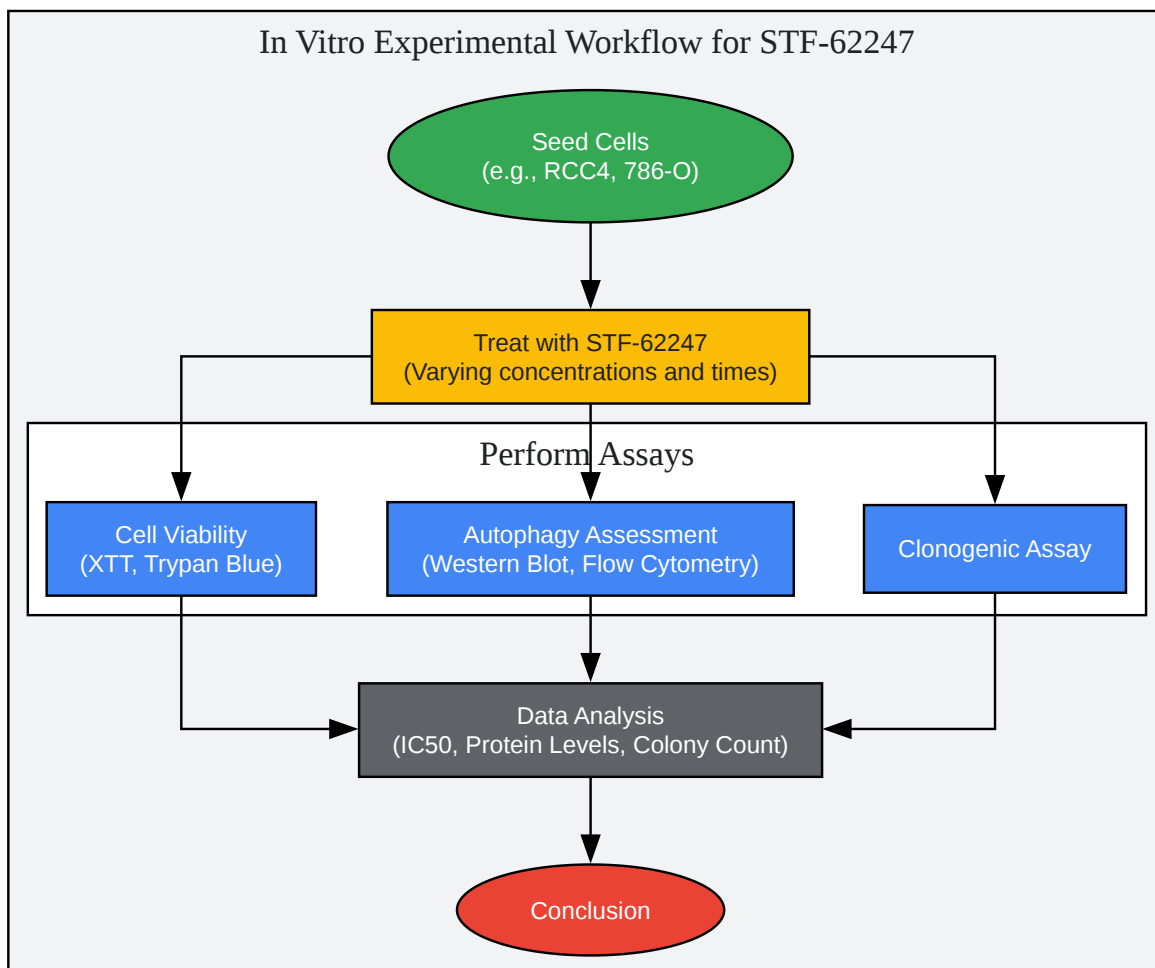 In Vitro Experimental Workflow for STF-62247
Seed Cells
(e.g., RCC4, 786-O)
Treat with STF-62247
(Varying concentrations and times)
Perform Assays
Cell Viability
(XTT, Trypan Blue)
Autophagy Assessment
(Western Blot, Flow Cytometry)
Clonogenic Assay
Data Analysis
(IC50, Protein Levels, Colony Count)
Conclusion